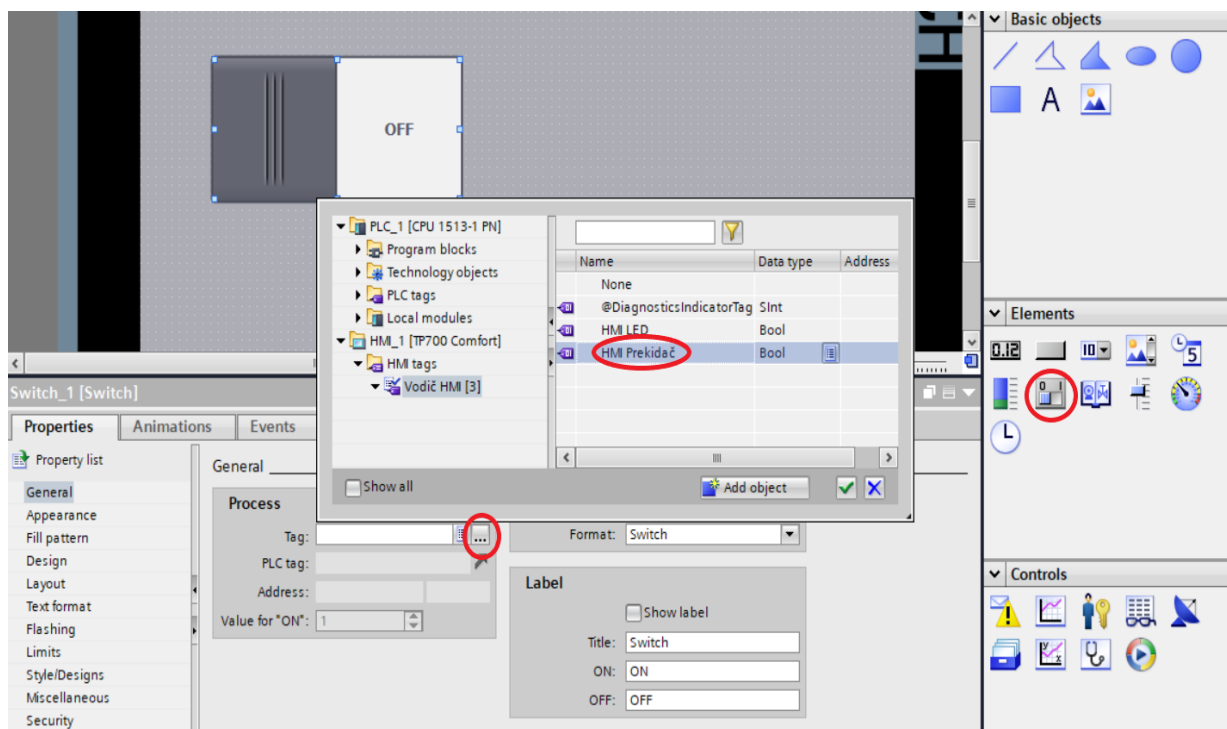 Basic objects
A
OFF
PLC_1 [CPU 1513-1 PN]
Program blocks
Technology objects
PLC tags
Local modules
HMI_1 [TP700 Comfort]
HMI tags
Vodič HMI [3]
Name Data type Address
None
@DiagnosticsIndicatorTag SInt
HMI LED Bool
HMI Prekidač Bool
Show all
Add object
Elements
0.12
10
5
0 1
Switch_1 [Switch]
Properties Animations Events
Property list
General
Appearance
Fill pattern
Design
Layout
Text format
Flashing
Limits
Style/Designs
Miscellaneous
Security
General
Process
Tag: ...
PLC tag:
Address:
Value for "ON": 1
Format: Switch
Label
Show label
Title: Switch
ON: ON
OFF: OFF
Controls